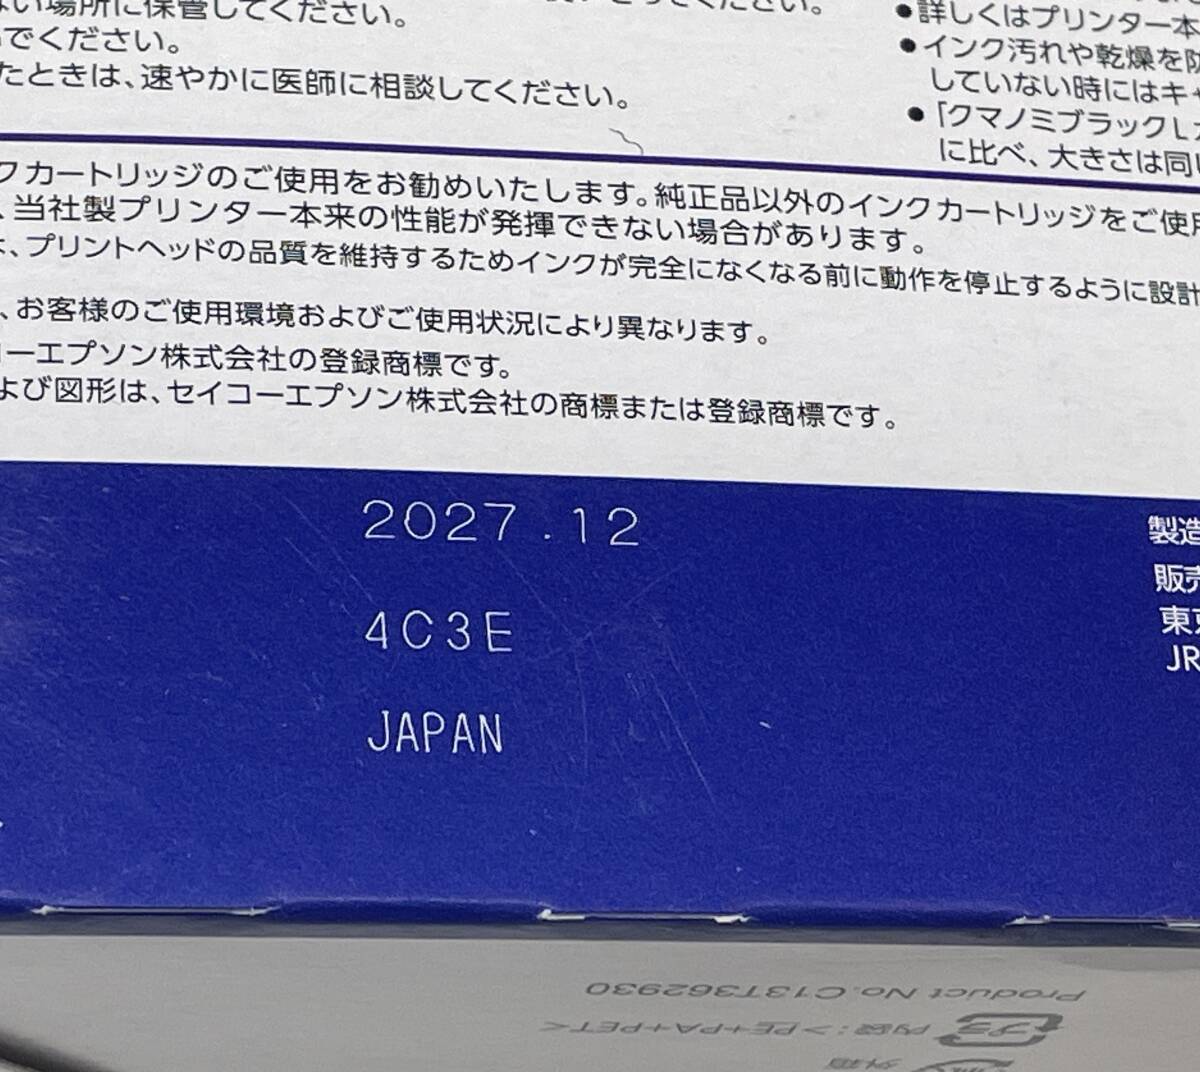 ない場所に保管してください。
でください。
たときは、速やかに医師に相談してください。
●詳しくはプリンター本
●インク汚れや乾燥を防
していない時にはキャ
●「クマノミブラックL
に比べ、大きさは同
クカートリッジのご使用をお勧めいたします。純正品以外のインクカートリッジをご使用
、当社製プリンター本来の性能が発揮できない場合があります。
は、プリントヘッドの品質を維持するためインクが完全になくなる前に動作を停止するように設計
、お客様のご使用環境およびご使用状況により異なります。
コーエプソン株式会社の登録商標です。
よび図形は、セイコーエプソン株式会社の商標または登録商標です。
2027.12
4C3E
JAPAN
製造
販売
東京
JR
Product No.C13T362930
プラ 内袋:>PE+PA+PET<
外箱